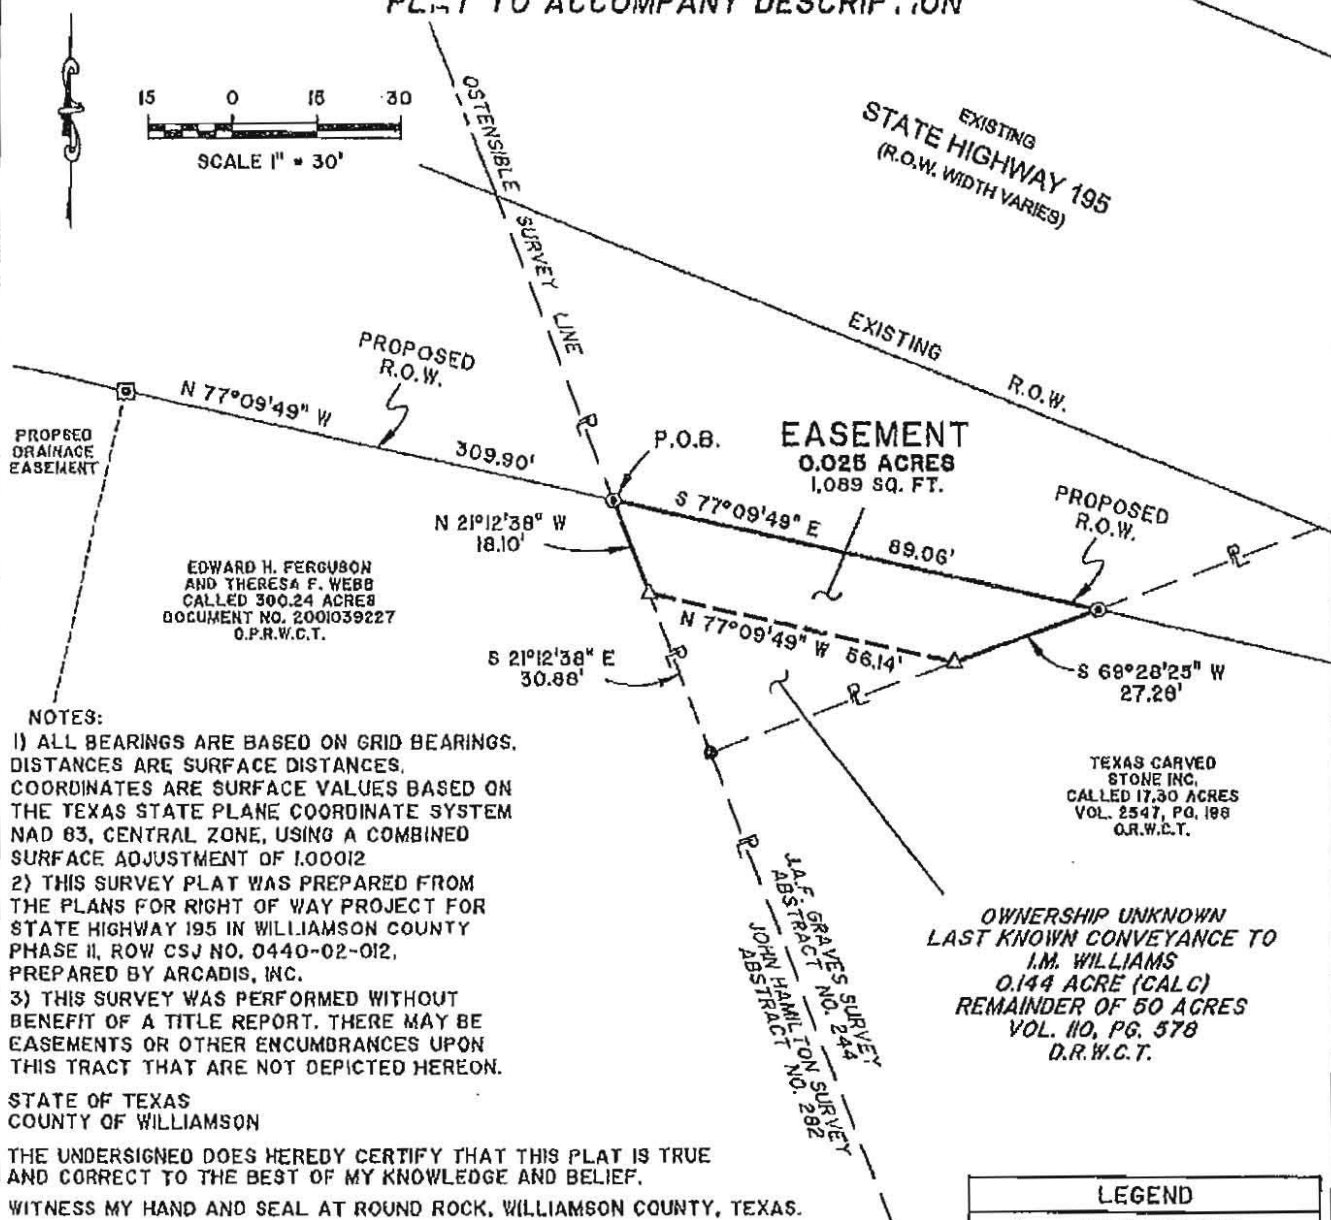 PLAT TO ACCOMPANY DESCRIPTION
15 0 15 30
SCALE 1" = 30'
OSTENSIBLE SURVEY LINE
EXISTING
STATE HIGHWAY 195
(R.O.W. WIDTH VARIES)
EXISTING R.O.W.
PROPOSED
R.O.W.
N 77°09'49" W
309.90'
PROPSED
DRAINAGE
EASEMENT
P.O.B.
EASEMENT
0.025 ACRES
1,089 SQ. FT.
PROPOSED
R.O.W.
S 77°09'49" E
89.06'
N 21°12'38" W
18.10'
EDWARD H. FERGUSON
AND THERESA F. WEBB
CALLED 300.24 ACRES
DOCUMENT NO. 2001039227
O.P.R.W.C.T.
N 77°09'49" W 56.14'
S 21°12'38" E
30.88'
S 69°28'25" W
27.28'
NOTES:
1) ALL BEARINGS ARE BASED ON GRID BEARINGS.
DISTANCES ARE SURFACE DISTANCES.
COORDINATES ARE SURFACE VALUES BASED ON
THE TEXAS STATE PLANE COORDINATE SYSTEM
NAD 83, CENTRAL ZONE, USING A COMBINED
SURFACE ADJUSTMENT OF 1.00012
2) THIS SURVEY PLAT WAS PREPARED FROM
THE PLANS FOR RIGHT OF WAY PROJECT FOR
STATE HIGHWAY 195 IN WILLIAMSON COUNTY
PHASE II, ROW CSJ NO. 0440-02-012,
PREPARED BY ARCADIS, INC.
3) THIS SURVEY WAS PERFORMED WITHOUT
BENEFIT OF A TITLE REPORT. THERE MAY BE
EASEMENTS OR OTHER ENCUMBRANCES UPON
THIS TRACT THAT ARE NOT DEPICTED HEREON.
TEXAS CARVED
STONE INC.
CALLED 17.30 ACRES
VOL. 2547, PG. 198
O.R.W.C.T.
J.A.F. GRAVES SURVEY
ABSTRACT NO. 244
JOHN HAMILTON SURVEY
ABSTRACT NO. 282
OWNERSHIP UNKNOWN
LAST KNOWN CONVEYANCE TO
I.M. WILLIAMS
0.144 ACRE (CALC)
REMAINDER OF 50 ACRES
VOL. 110, PG. 578
D.R.W.C.T.
STATE OF TEXAS
COUNTY OF WILLIAMSON
THE UNDERSIGNED DOES HEREBY CERTIFY THAT THIS PLAT IS TRUE
AND CORRECT TO THE BEST OF MY KNOWLEDGE AND BELIEF.
WITNESS MY HAND AND SEAL AT ROUND ROCK, WILLIAMSON COUNTY, TEXAS.
LEGEND